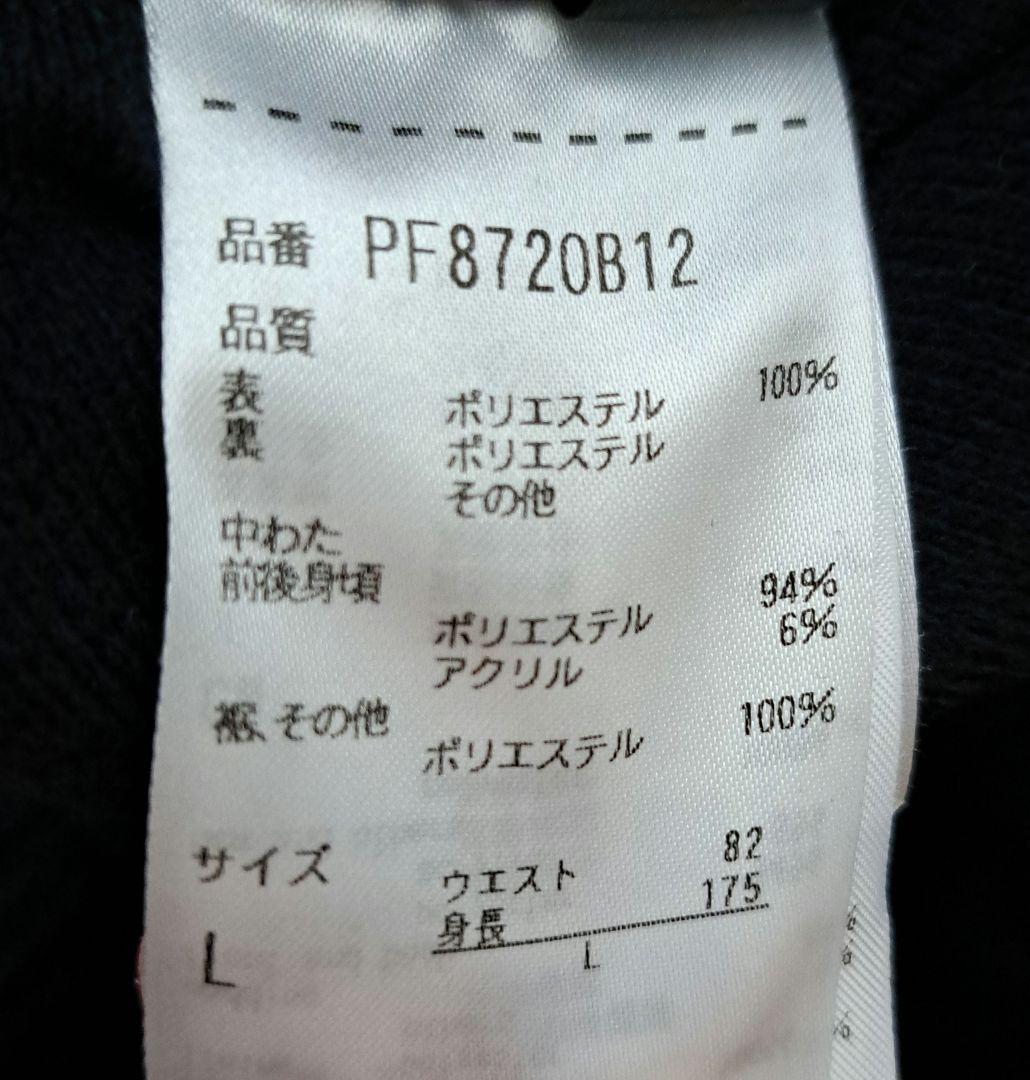 品番 PF8720B12
品質
表 ポリエステル 100%
裏 ポリエステル
その他
中わた
前後身頃
ポリエステル 94%
アクリル 6%
裾、その他
ポリエステル 100%
サイズ ウエスト 82
身長 175
L L